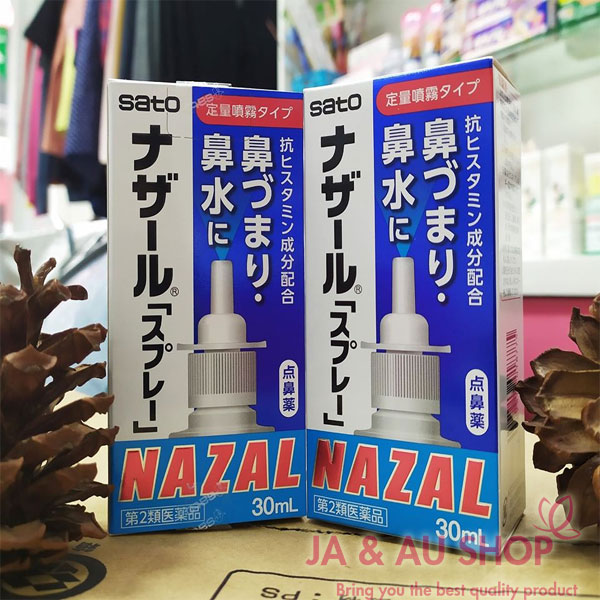 sato
定量噴霧タイプ
抗ヒスタミン成分配合
鼻づまり・
鼻水に
ナザール®「スプレー」
点鼻薬
NAZAL
第2類医薬品
30mL
sato
定量噴霧タイプ
抗ヒスタミン成分配合
鼻づまり・
鼻水に
ナザール®「スプレー」
点鼻薬
NAZAL
第2類医薬品
30mL
JA & AU SHOP
Bring you the best quality product